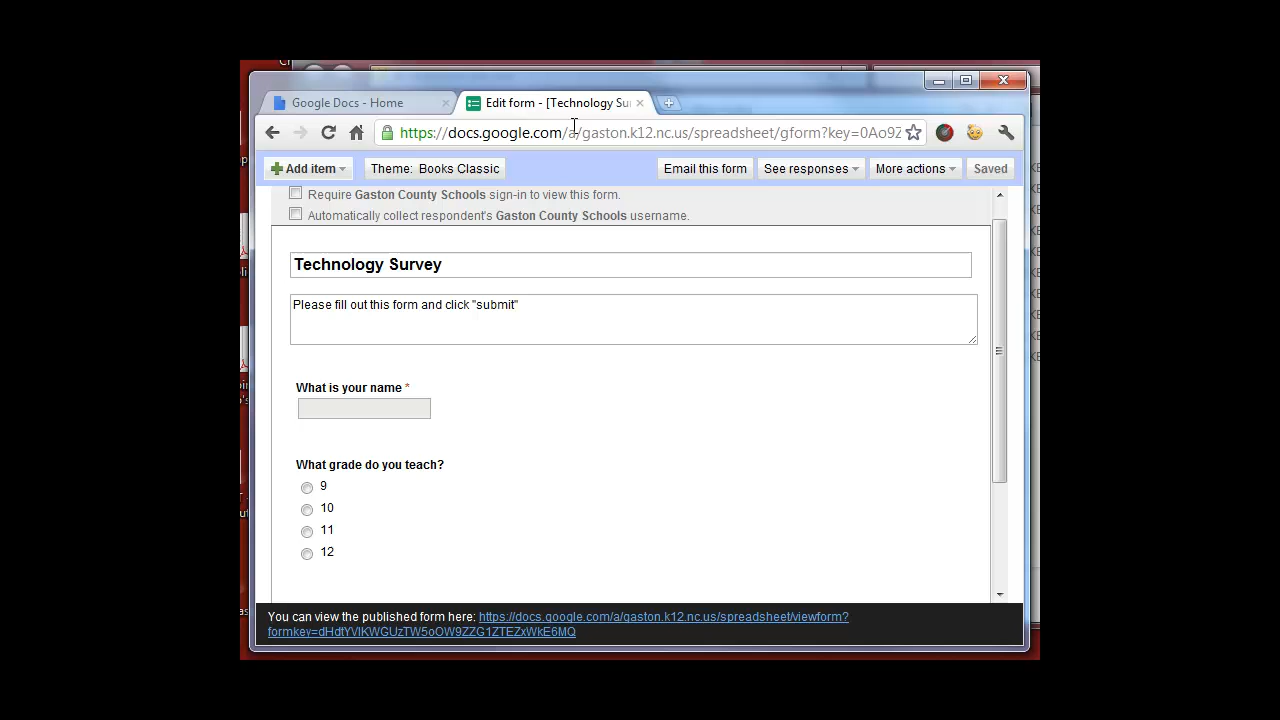 Google Docs - Home
Edit form - [Technology Su
https://docs.google.com/a/gaston.k12.nc.us/spreadsheet/gform?key=0Ao9Z
Add item
Theme: Books Classic
Email this form
See responses
More actions
Saved
Require Gaston County Schools sign-in to view this form.
Automatically collect respondent's Gaston County Schools username.
Technology Survey
Please fill out this form and click "submit"
What is your name *
What grade do you teach?
9
10
11
12
You can view the published form here: https://docs.google.com/a/gaston.k12.nc.us/spreadsheet/viewform?
formkey=dHdtYVlKWGUzTW5oOW9ZZG1ZTEZxWkE6MQ